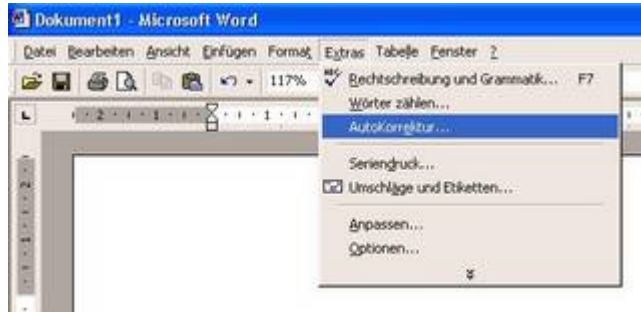 Dokument1 - Microsoft Word
Datei Bearbeiten Ansicht Einfügen Format Extras Tabelle Fenster ?
117%
Rechtschreibung und Grammatik... F7
Wörter zählen...
AutoKorrektur...
Seriendruck...
Umschläge und Etiketten...
Anpassen...
Optionen...